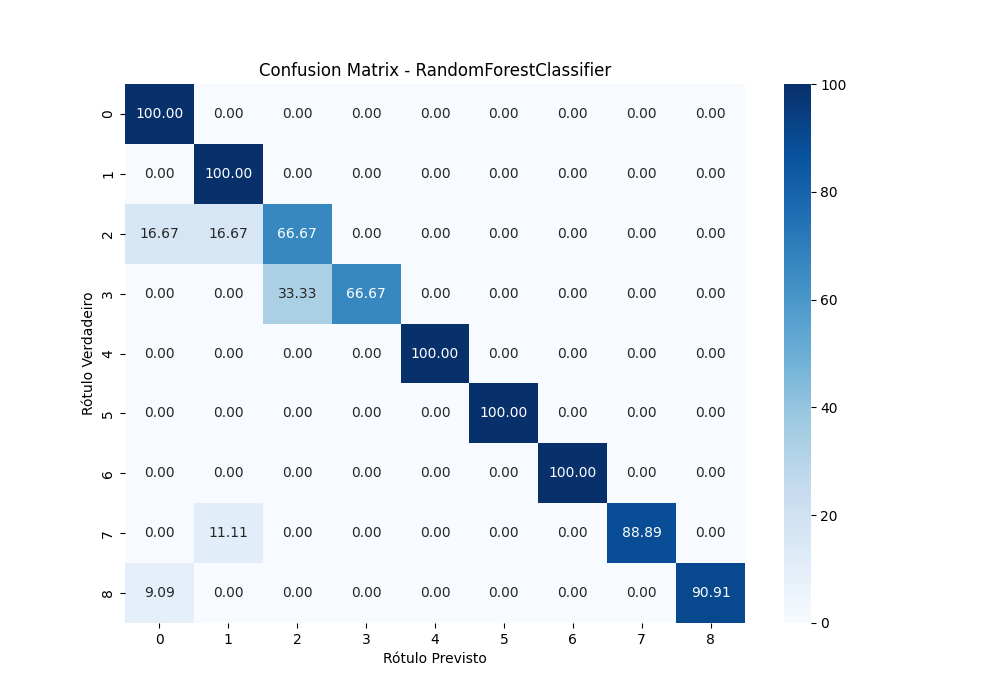 Confusion Matrix - RandomForestClassifier
0 100.00 0.00 0.00 0.00 0.00 0.00 0.00 0.00 0.00
1 0.00 100.00 0.00 0.00 0.00 0.00 0.00 0.00 0.00
2 16.67 16.67 66.67 0.00 0.00 0.00 0.00 0.00 0.00
3 0.00 0.00 33.33 66.67 0.00 0.00 0.00 0.00 0.00
4 0.00 0.00 0.00 0.00 100.00 0.00 0.00 0.00 0.00
5 0.00 0.00 0.00 0.00 0.00 100.00 0.00 0.00 0.00
6 0.00 0.00 0.00 0.00 0.00 0.00 100.00 0.00 0.00
7 0.00 11.11 0.00 0.00 0.00 0.00 0.00 88.89 0.00
8 9.09 0.00 0.00 0.00 0.00 0.00 0.00 0.00 90.91
0 1 2 3 4 5 6 7 8
Rótulo Previsto
Rótulo Verdadeiro
100
80
60
40
20
0